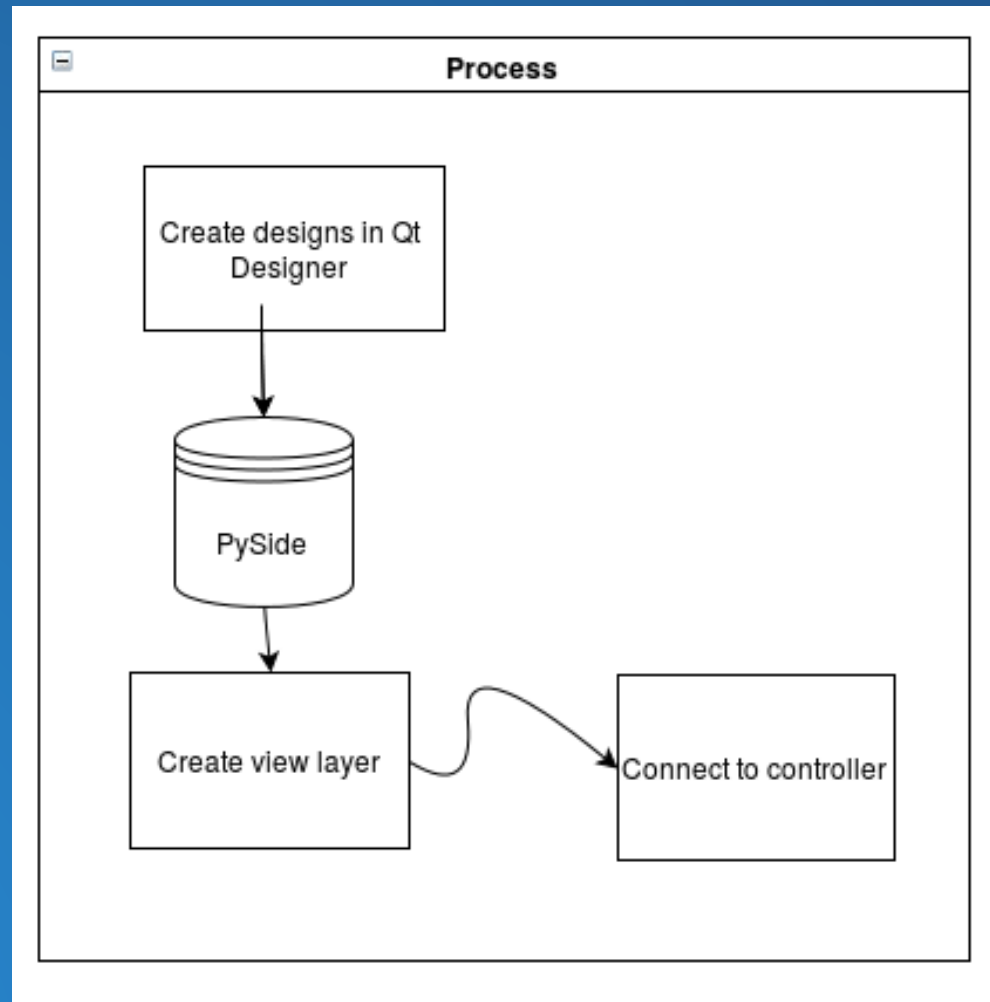 Process
Create designs in Qt
Designer
PySide
Create view layer
Connect to controller